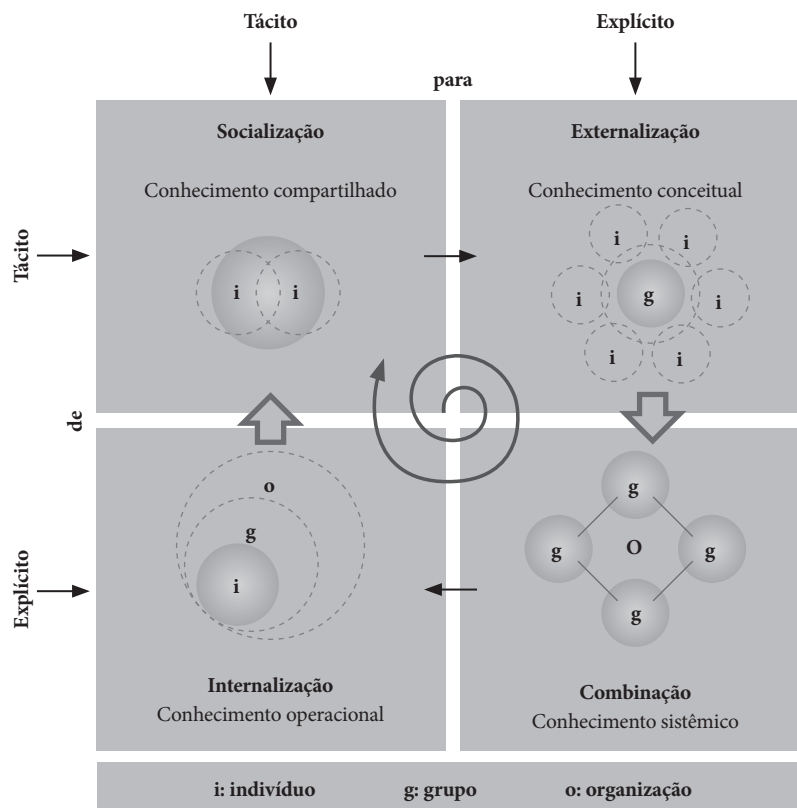 Tácito
Explícito
para
Socialização
Externalização
Conhecimento compartilhado
Conhecimento conceitual
Tácito
i i
i i
i g i
i i
de
o
g
i
g
g O g
g
Explícito
Internalização
Conhecimento operacional
Combinação
Conhecimento sistêmico
i: indivíduo g: grupo o: organização